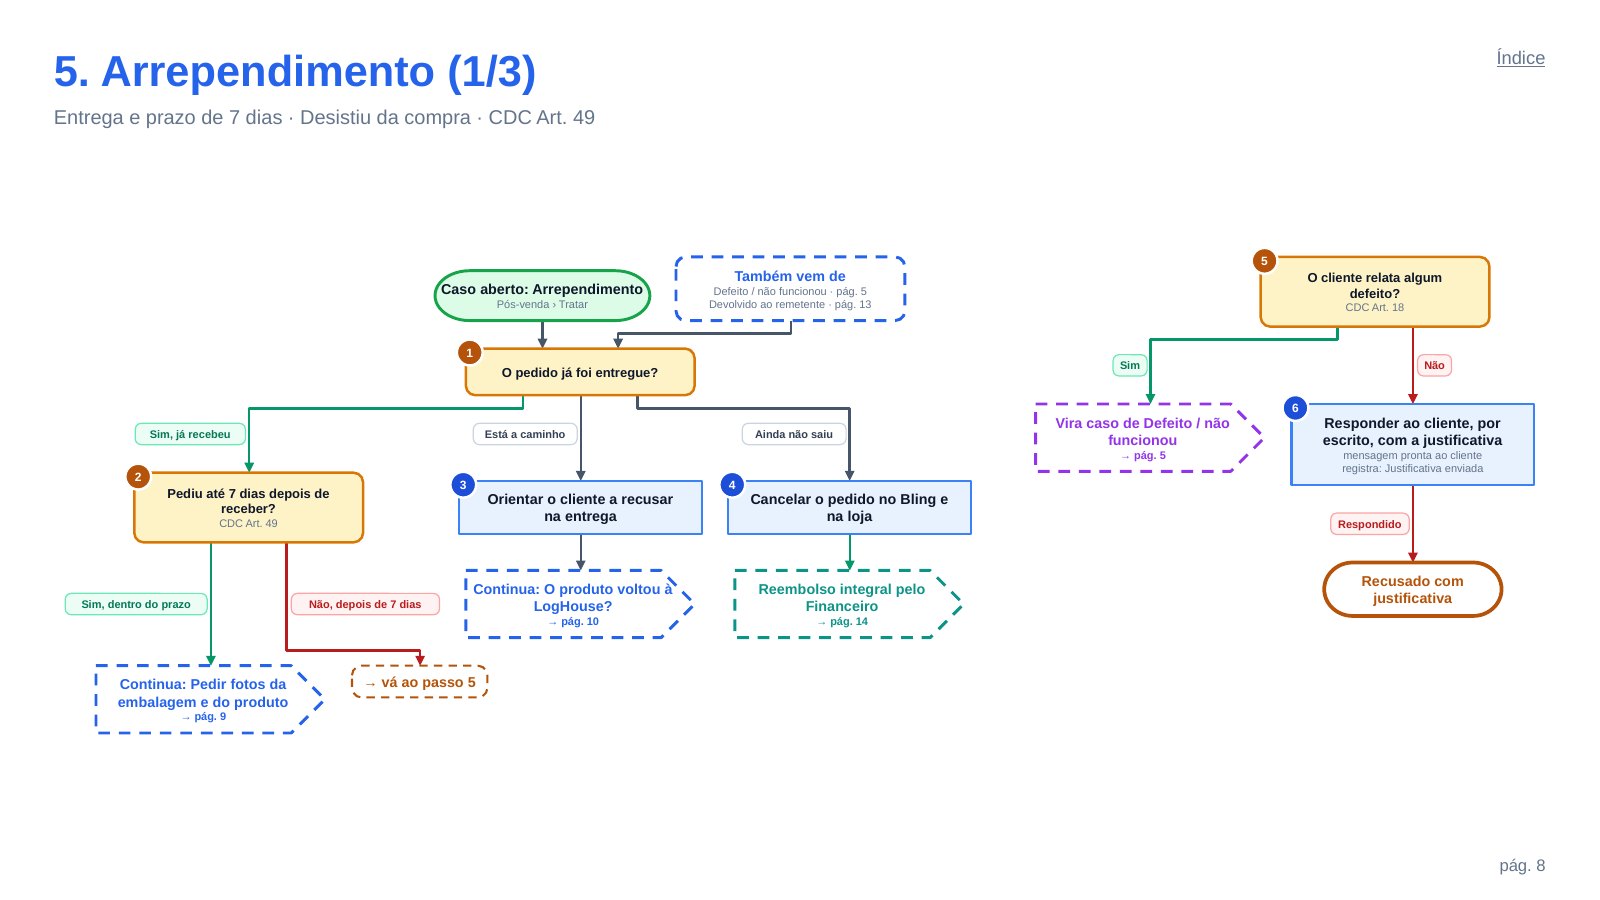 5. Arrependimento (1/3)
Índice
Entrega e prazo de 7 dias · Desistiu da compra · CDC Art. 49
Caso aberto: Arrependimento
Pós-venda › Tratar
Também vem de
Defeito / não funcionou · pág. 5
Devolvido ao remetente · pág. 13
1
O pedido já foi entregue?
Sim, já recebeu
Está a caminho
Ainda não saiu
2
Pediu até 7 dias depois de
receber?
CDC Art. 49
3
Orientar o cliente a recusar
na entrega
4
Cancelar o pedido no Bling e
na loja
Sim, dentro do prazo
Não, depois de 7 dias
Continua: O produto voltou à
LogHouse?
→ pág. 10
Reembolso integral pelo
Financeiro
→ pág. 14
Continua: Pedir fotos da
embalagem e do produto
→ pág. 9
→ vá ao passo 5
5
O cliente relata algum
defeito?
CDC Art. 18
Sim
Não
Vira caso de Defeito / não
funcionou
→ pág. 5
6
Responder ao cliente, por
escrito, com a justificativa
mensagem pronta ao cliente
registra: Justificativa enviada
Respondido
Recusado com
justificativa
pág. 8